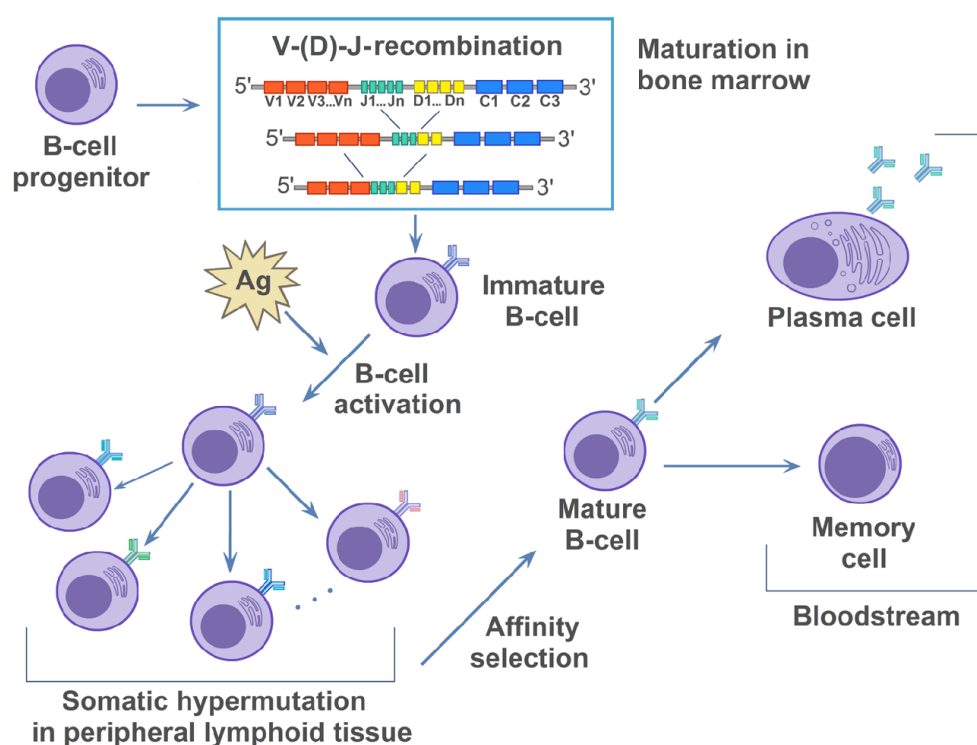 V-(D)-J-recombination
5' 3'
V1 V2 V3...Vn J1... Jn D1... Dn C1 C2 C3
5' 3'
5' 3'
Maturation in
bone marrow
B-cell
progenitor
Ag
Immature
B-cell
B-cell
activation
Plasma cell
Mature
B-cell
Memory
cell
Bloodstream
Affinity
selection
Somatic hypermutation
in peripheral lymphoid tissue